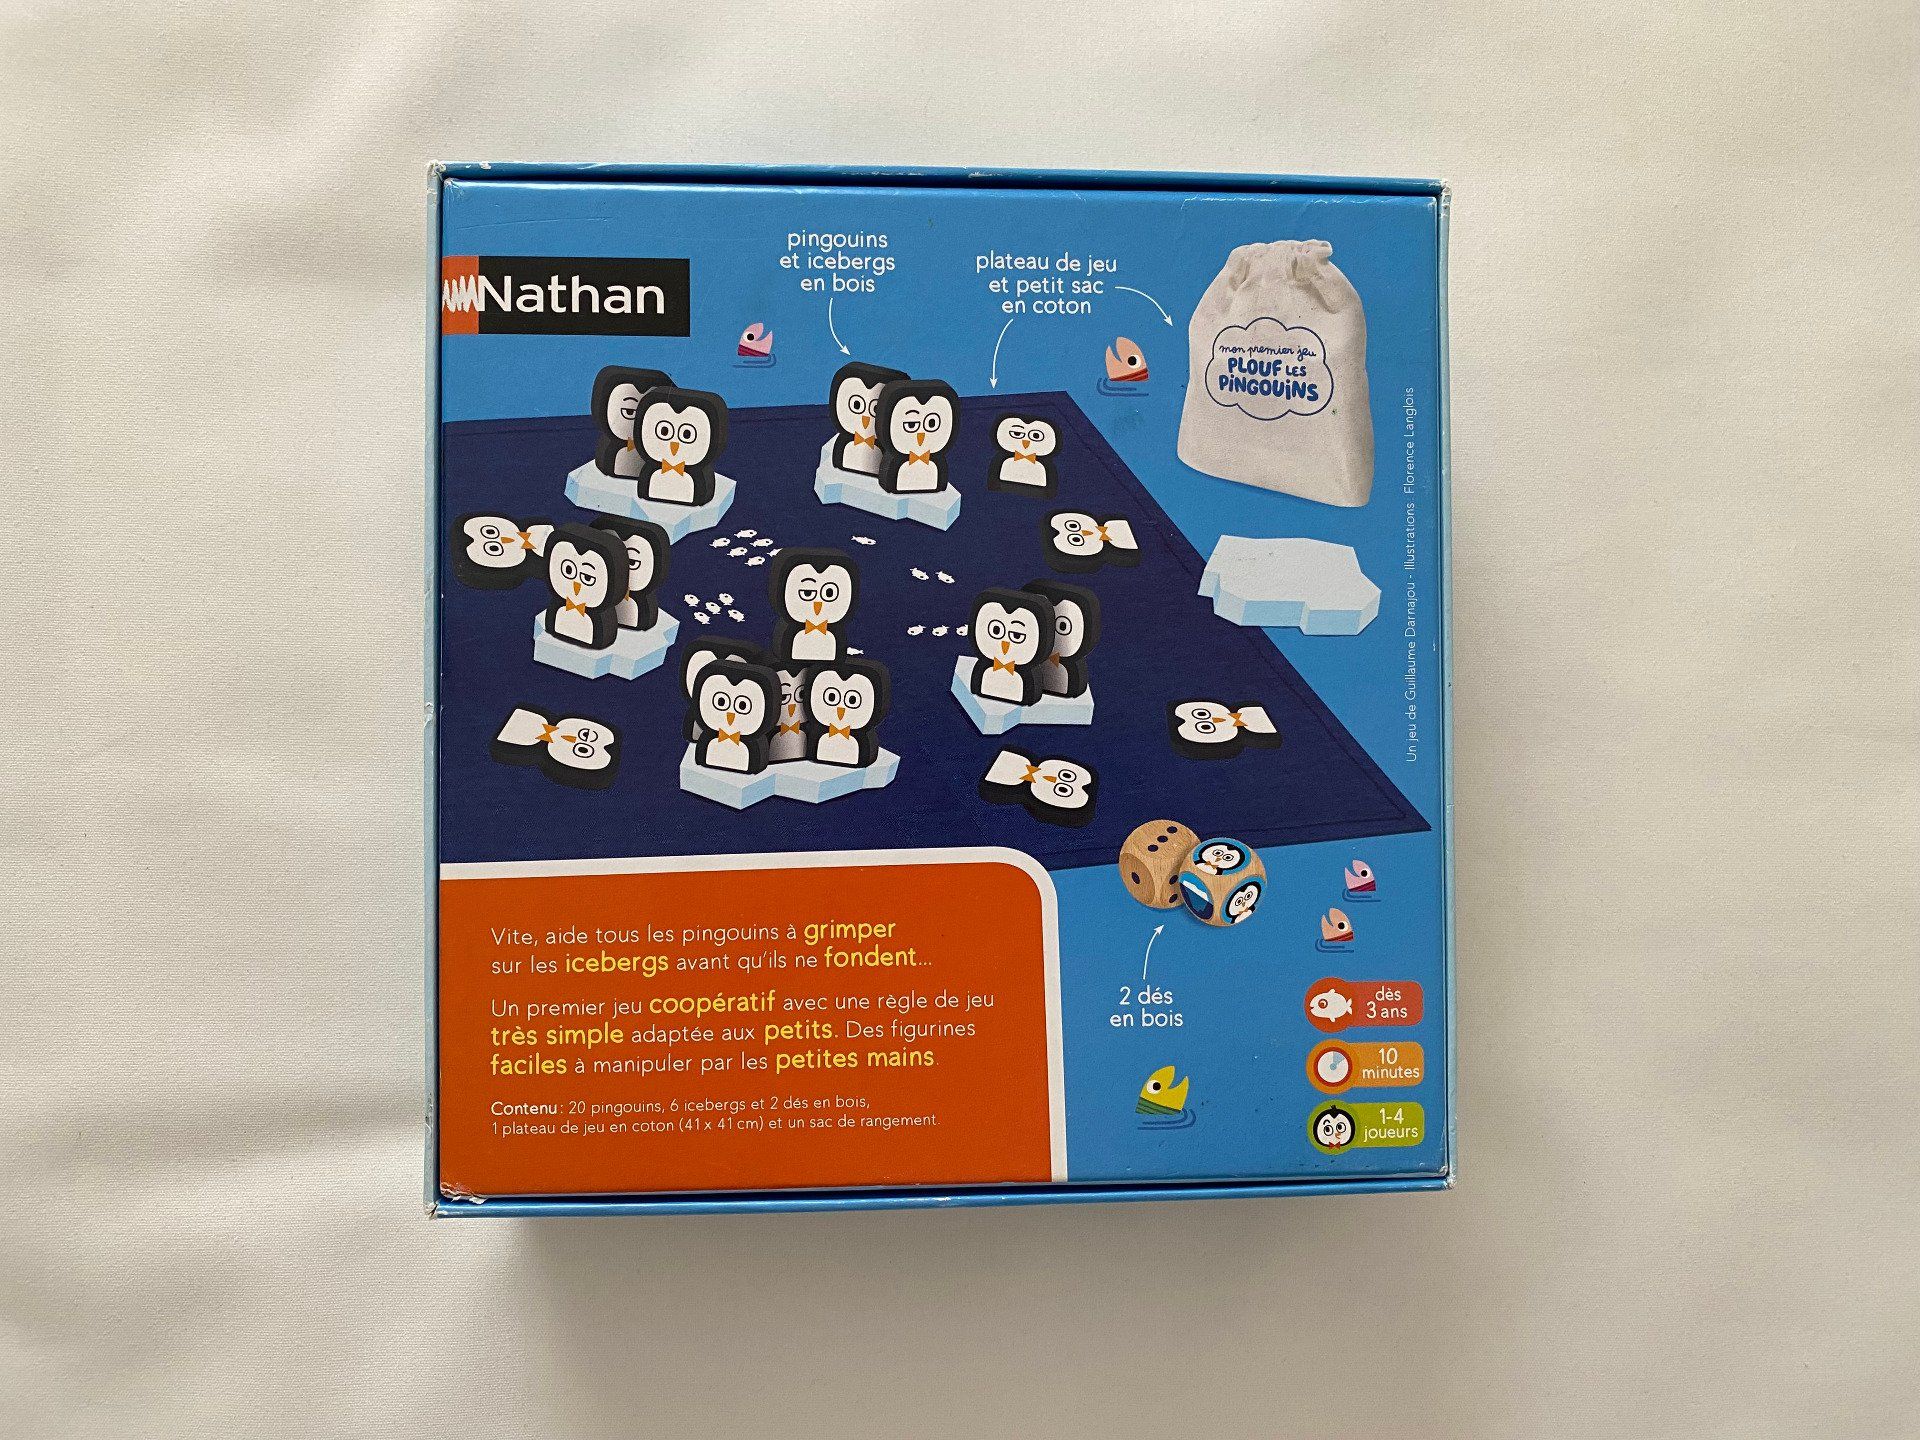 Nathan
pingouins
et icebergs
en bois
plateau de jeu
et petit sac
en coton
mon premier jeu
PLOUF LES
PiNGOUiNS
Un jeu de Guillaume Darnajou - Illustrations : Florence Langlois
Vite, aide tous les pingouins à grimper
sur les icebergs avant qu'ils ne fondent...
Un premier jeu coopératif avec une règle de jeu
très simple adaptée aux petits. Des figurines
faciles à manipuler par les petites mains.
Contenu : 20 pingouins, 6 icebergs et 2 dés en bois,
1 plateau de jeu en coton (41 x 41 cm) et un sac de rangement.
2 dés
en bois
dès
3 ans
10
minutes
1-4
joueurs